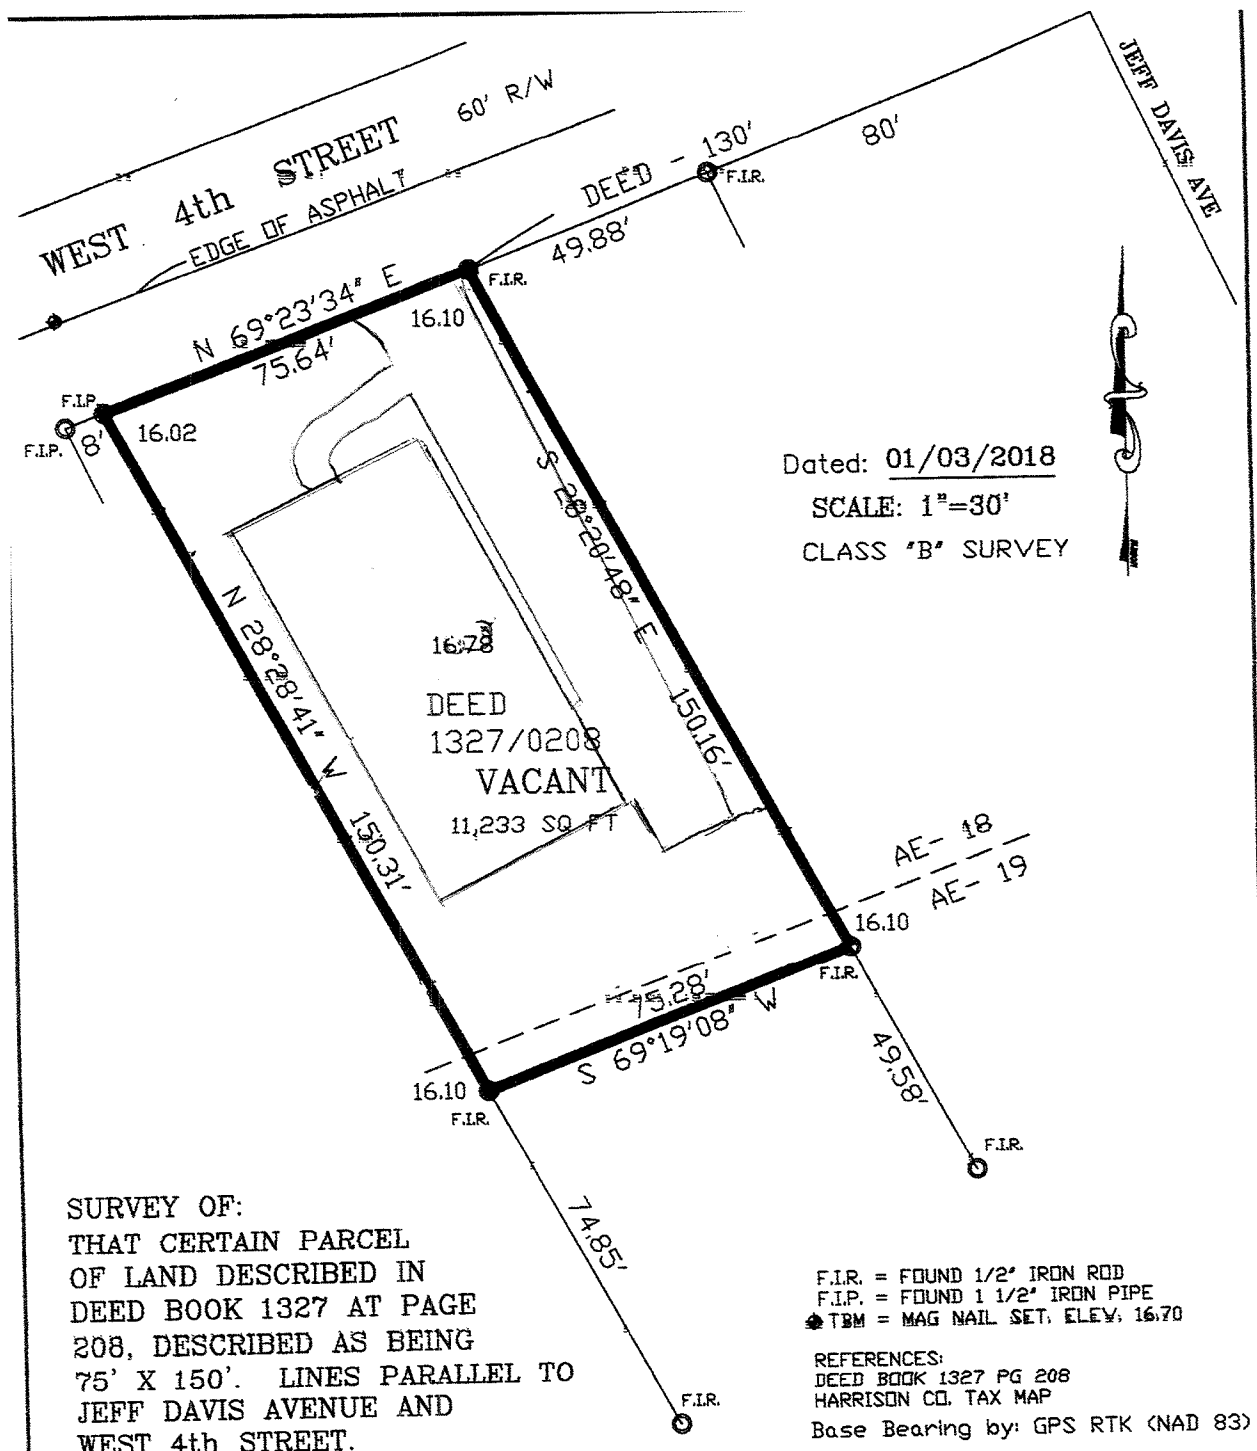 WEST 4th STREET
60' R/W
EDGE OF ASPHALT
JEFF DAVIS AVE
80'
DEED - 130'
F.I.R.
49.88'
F.I.R.
N 69°23'34" E
75.64'
16.10
F.I.P.
F.I.P.
8'
16.02
S 28°20'48" E
150.16'
Dated: 01/03/2018
SCALE: 1"=30'
CLASS "B" SURVEY
N 28°28'41" W
150.31'
16.78
DEED
1327/0208
VACANT
11,233 SQ FT
AE- 18
AE- 19
16.10
F.I.R.
75.28'
S 69°19'08" W
16.10
F.I.R.
49.58'
F.I.R.
74.85'
F.I.R.
SURVEY OF:
THAT CERTAIN PARCEL
OF LAND DESCRIBED IN
DEED BOOK 1327 AT PAGE
208, DESCRIBED AS BEING
75' X 150'. LINES PARALLEL TO
JEFF DAVIS AVENUE AND
WEST 4th STREET.
F.I.R. = FOUND 1/2" IRON ROD
F.I.P. = FOUND 1 1/2" IRON PIPE
TBM = MAG NAIL SET, ELEV, 16.70
REFERENCES:
DEED BOOK 1327 PG 208
HARRISON CO. TAX MAP
Base Bearing by: GPS RTK (NAD 83)